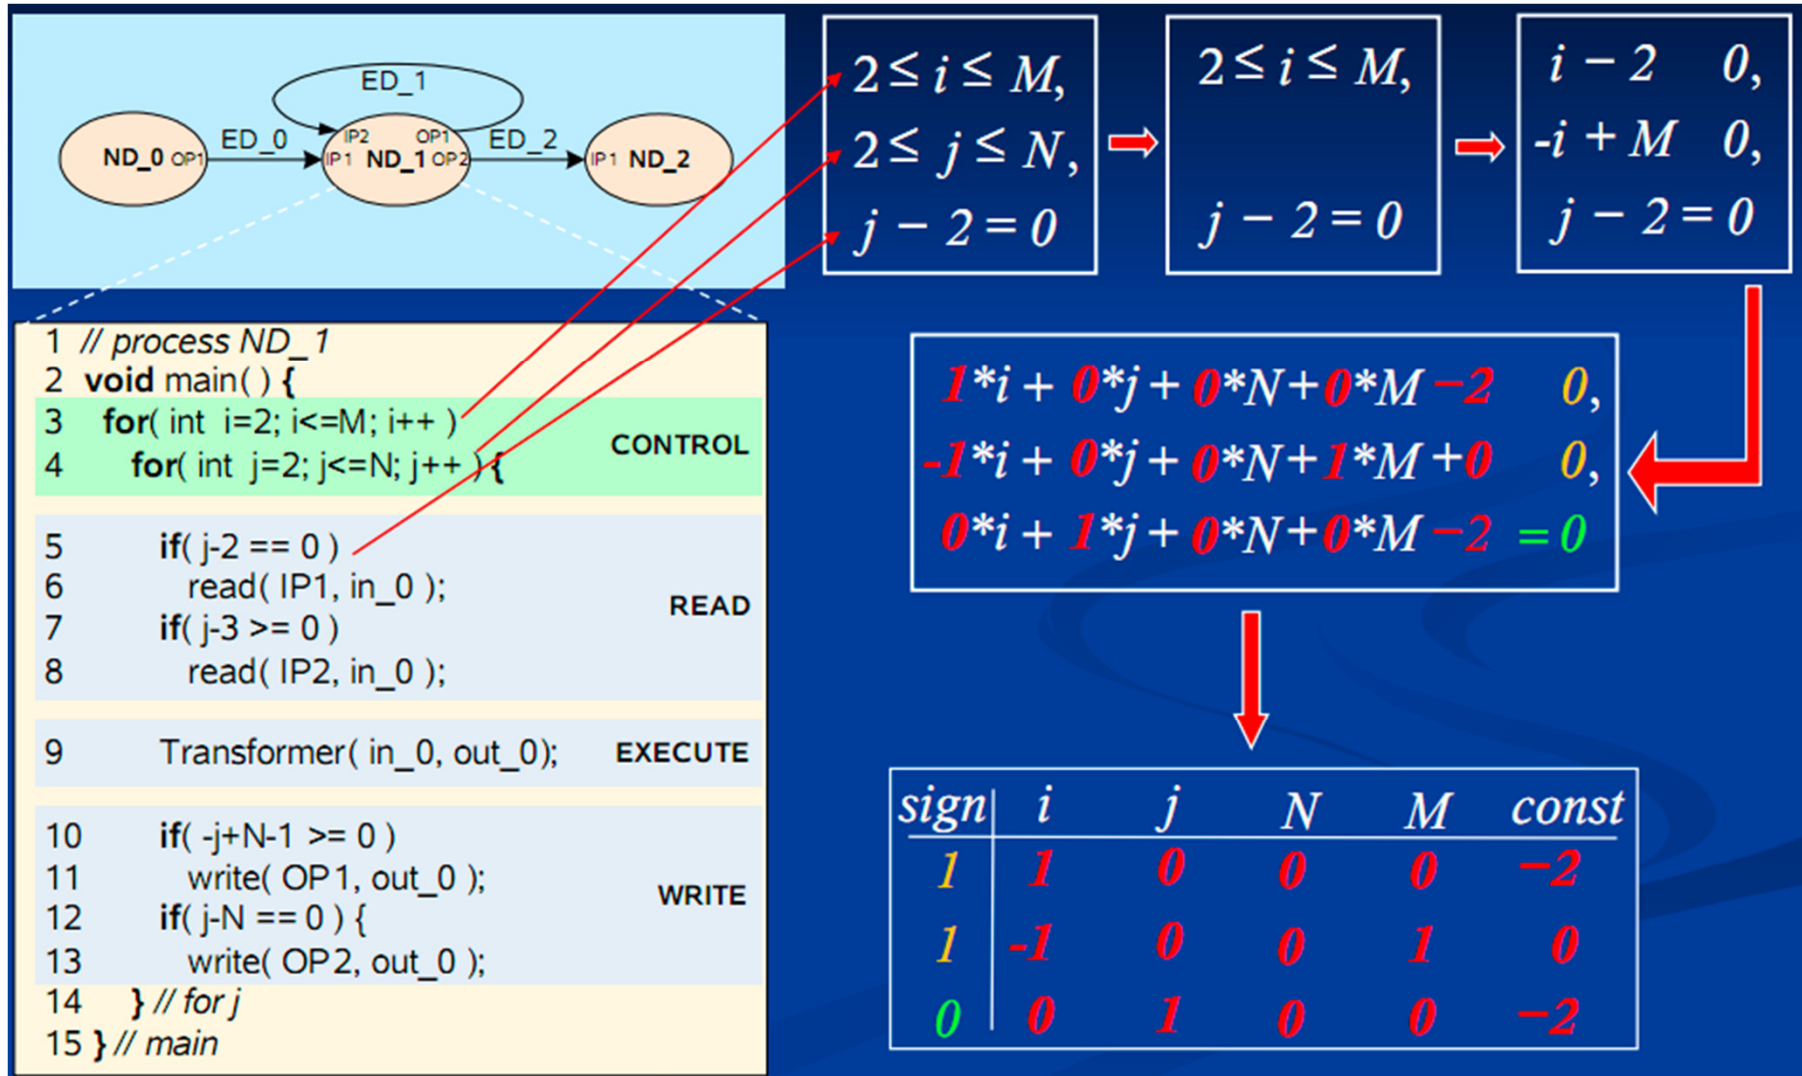 ED_1
ND_0 OP1 ED_0 IP1 IP2 ND_1 OP1 OP2 ED_2 IP1 ND_2
1 // process ND_1
2 void main( ) {
3 for( int i=2; i<=M; i++ )
4 for( int j=2; j<=N; j++ ) {
CONTROL
5 if( j-2 == 0 )
6 read( IP1, in_0 );
7 if( j-3 >= 0 )
8 read( IP2, in_0 );
READ
9 Transformer( in_0, out_0); EXECUTE
10 if( -j+N-1 >= 0 )
11 write( OP1, out_0 );
12 if( j-N == 0 ) {
13 write( OP2, out_0 );
WRITE
14 } // for j
15 } // main
2 ≤ i ≤ M,
2 ≤ j ≤ N,
j − 2 = 0
2 ≤ i ≤ M,
j − 2 = 0
i − 2 0,
-i + M 0,
j − 2 = 0
1*i + 0*j + 0*N+0*M −2 0,
-1*i + 0*j + 0*N+1*M +0 0,
0*i + 1*j + 0*N+0*M −2 = 0
sign i j N M const
1 1 0 0 0 −2
1 -1 0 0 1 0
0 0 1 0 0 −2